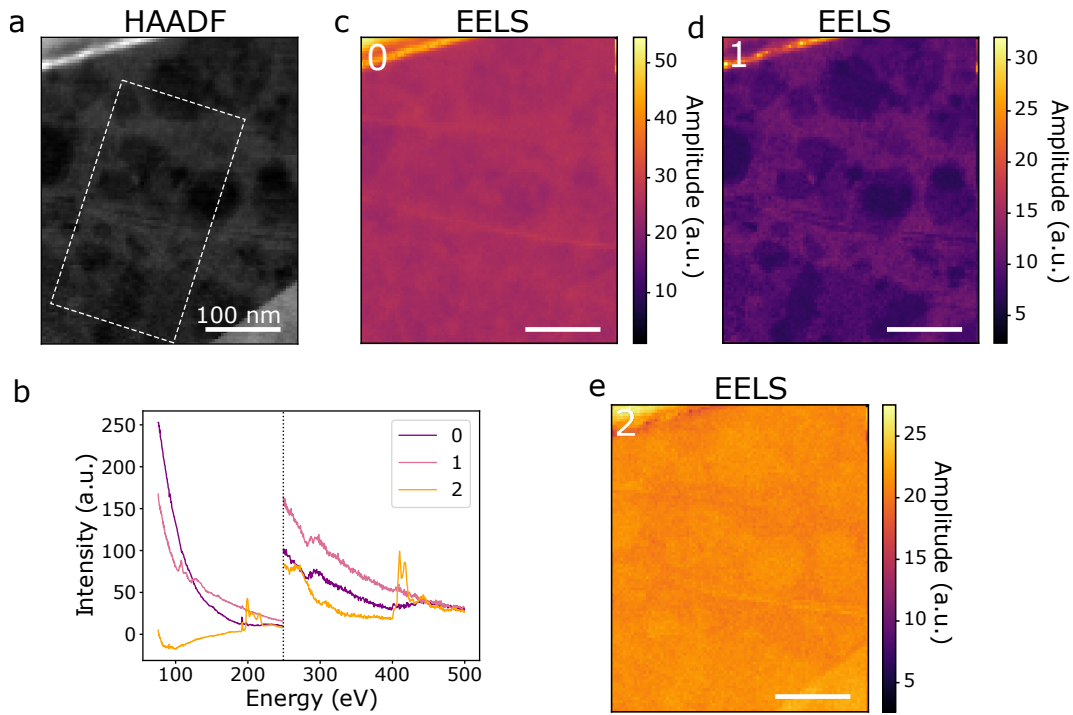 a
HAADF
100 nm
c
EELS
0
50
40
30
20
10
Amplitude (a.u.)
d
EELS
1
30
25
20
15
10
5
Amplitude (a.u.)
b
250
200
150
100
50
0
Intensity (a.u.)
0
1
2
100
200
300
400
500
Energy (eV)
e
EELS
2
25
20
15
10
5
Amplitude (a.u.)